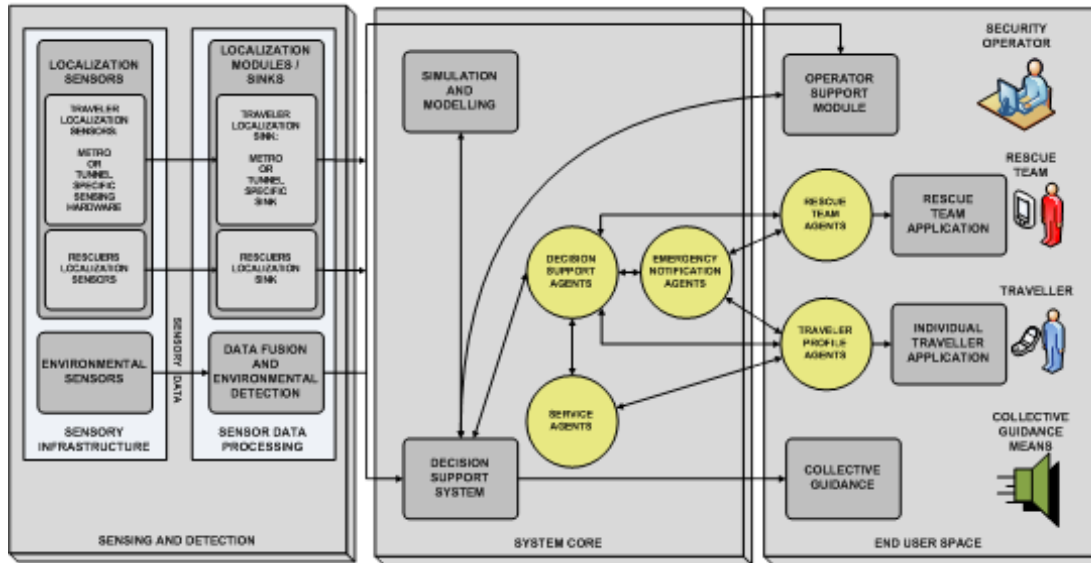 LOCALIZATION
SENSORS
TRAVELER
LOCALIZATION
SENSORS:
METRO
OR
TUNNEL
SPECIFIC
SENSING
HARDWARE
RESCUERS
LOCALIZATION
SENSORS
ENVIRONMENTAL
SENSORS
SENSORY
INFRASTRUCTURE
SENSORY DATA
LOCALIZATION
MODULES /
SINKS
TRAVELER
LOCALIZATION
SINK:
METRO
OR
TUNNEL
SPECIFIC
SINK
RESCUERS
LOCALIZATION
SINK
DATA FUSION
AND
ENVIRONMENTAL
DETECTION
SENSOR DATA
PROCESSING
SENSING AND DETECTION
SIMULATION
AND
MODELLING
DECISION
SUPPORT
AGENTS
EMERGENCY
NOTIFICATION
AGENTS
SERVICE
AGENTS
DECISION
SUPPORT
SYSTEM
SYSTEM CORE
OPERATOR
SUPPORT
MODULE
SECURITY
OPERATOR
RESCUE
TEAM
AGENTS
RESCUE
TEAM
APPLICATION
RESCUE
TEAM
TRAVELER
PROFILE
AGENTS
INDIVIDUAL
TRAVELLER
APPLICATION
TRAVELLER
COLLECTIVE
GUIDANCE
COLLECTIVE
GUIDANCE
MEANS
END USER SPACE